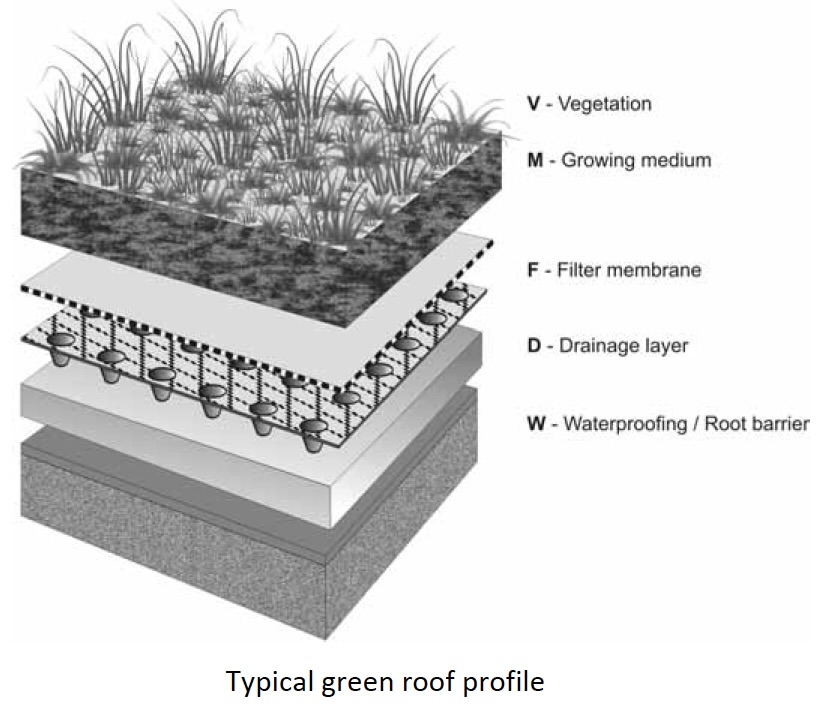 V - Vegetation
M - Growing medium
F - Filter membrane
D - Drainage layer
W - Waterproofing / Root barrier
Typical green roof profile